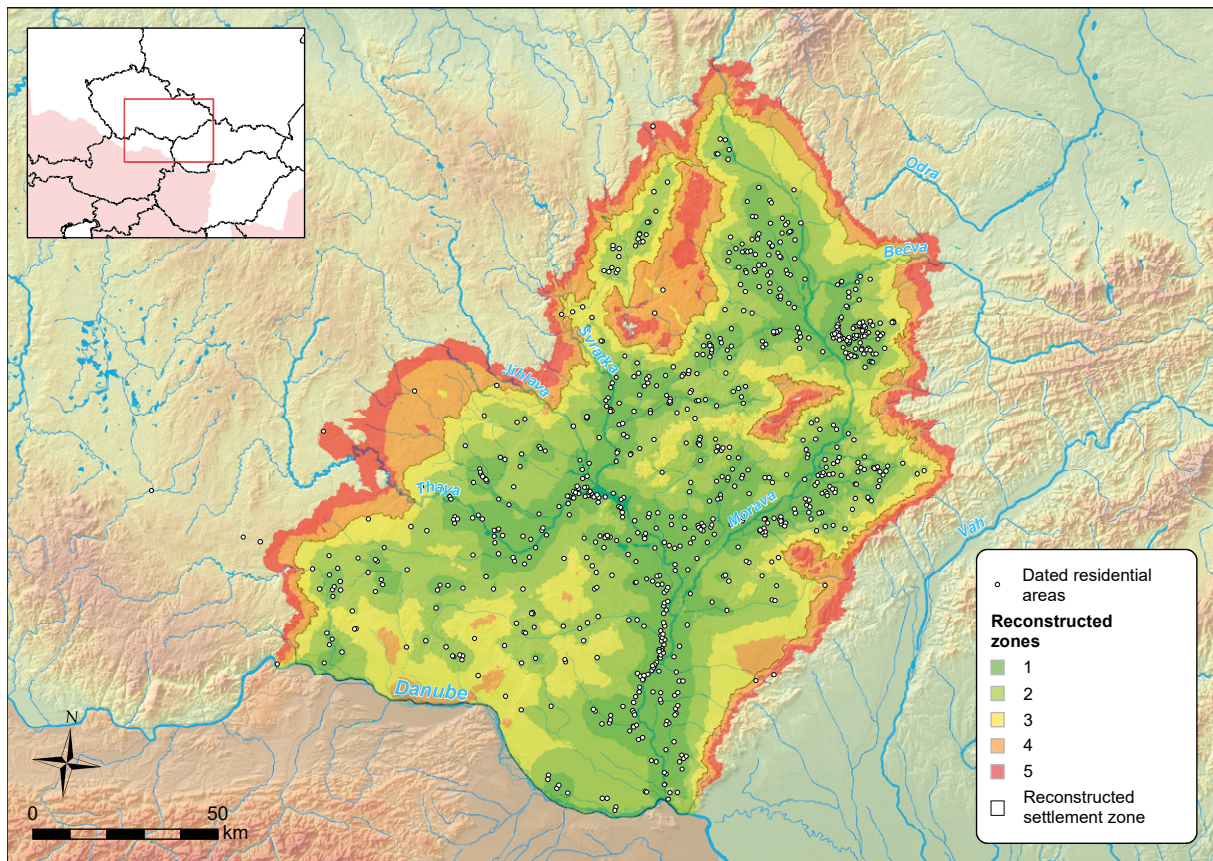 Odra
Bečva
Svratka
Jihlava
Thaya
Morava
Váh
Danube
N
0
50
km
Dated residential
areas
Reconstructed
zones
1
2
3
4
5
Reconstructed
settlement zone